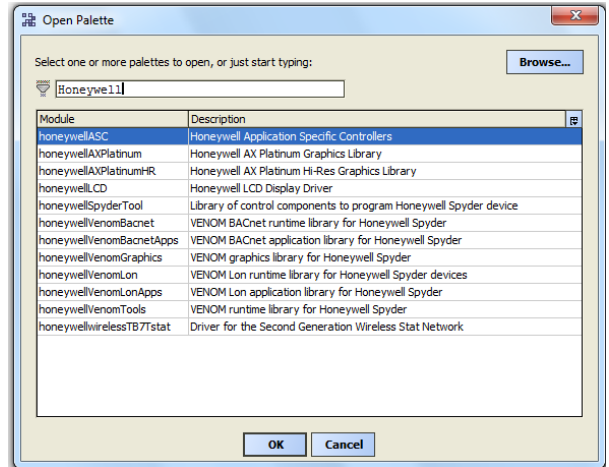 Open Palette
Select one or more palettes to open, or just start typing:
Browse...
Honeywell
Module Description
honeywellASC Honeywell Application Specific Controllers
honeywellAXPlatinum Honeywell AX Platinum Graphics Library
honeywellAXPlatinumHR Honeywell AX Platinum Hi-Res Graphics Library
honeywellLCD Honeywell LCD Display Driver
honeywellSpyderTool Library of control components to program Honeywell Spyder device
honeywellVenomBacnet VENOM BACnet runtime library for Honeywell Spyder
honeywellVenomBacnetApps VENOM BACnet application library for Honeywell Spyder
honeywellVenomGraphics VENOM graphics library for Honeywell Spyder
honeywellVenomLon VENOM Lon runtime library for Honeywell Spyder devices
honeywellVenomLonApps VENOM Lon application library for Honeywell Spyder
honeywellVenomTools VENOM runtime library for Honeywell Spyder
honeywellwirelessTB7Tstat Driver for the Second Generation Wireless Stat Network
OK Cancel